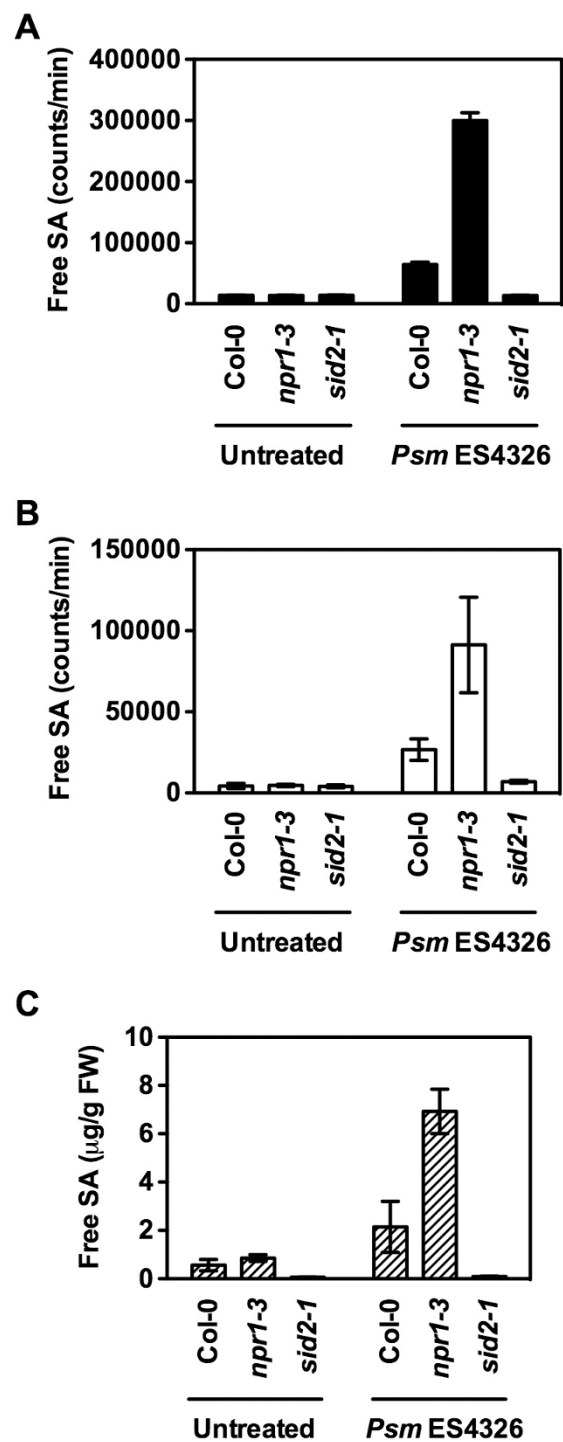 A
Free SA (counts/min)
400000
300000
200000
100000
0
Col-0
npr1-3
sid2-1
Col-0
npr1-3
sid2-1
Untreated
Psm ES4326
B
Free SA (counts/min)
150000
100000
50000
0
Col-0
npr1-3
sid2-1
Col-0
npr1-3
sid2-1
Untreated
Psm ES4326
C
Free SA (μg/g FW)
10
8
6
4
2
0
Col-0
npr1-3
sid2-1
Col-0
npr1-3
sid2-1
Untreated
Psm ES4326